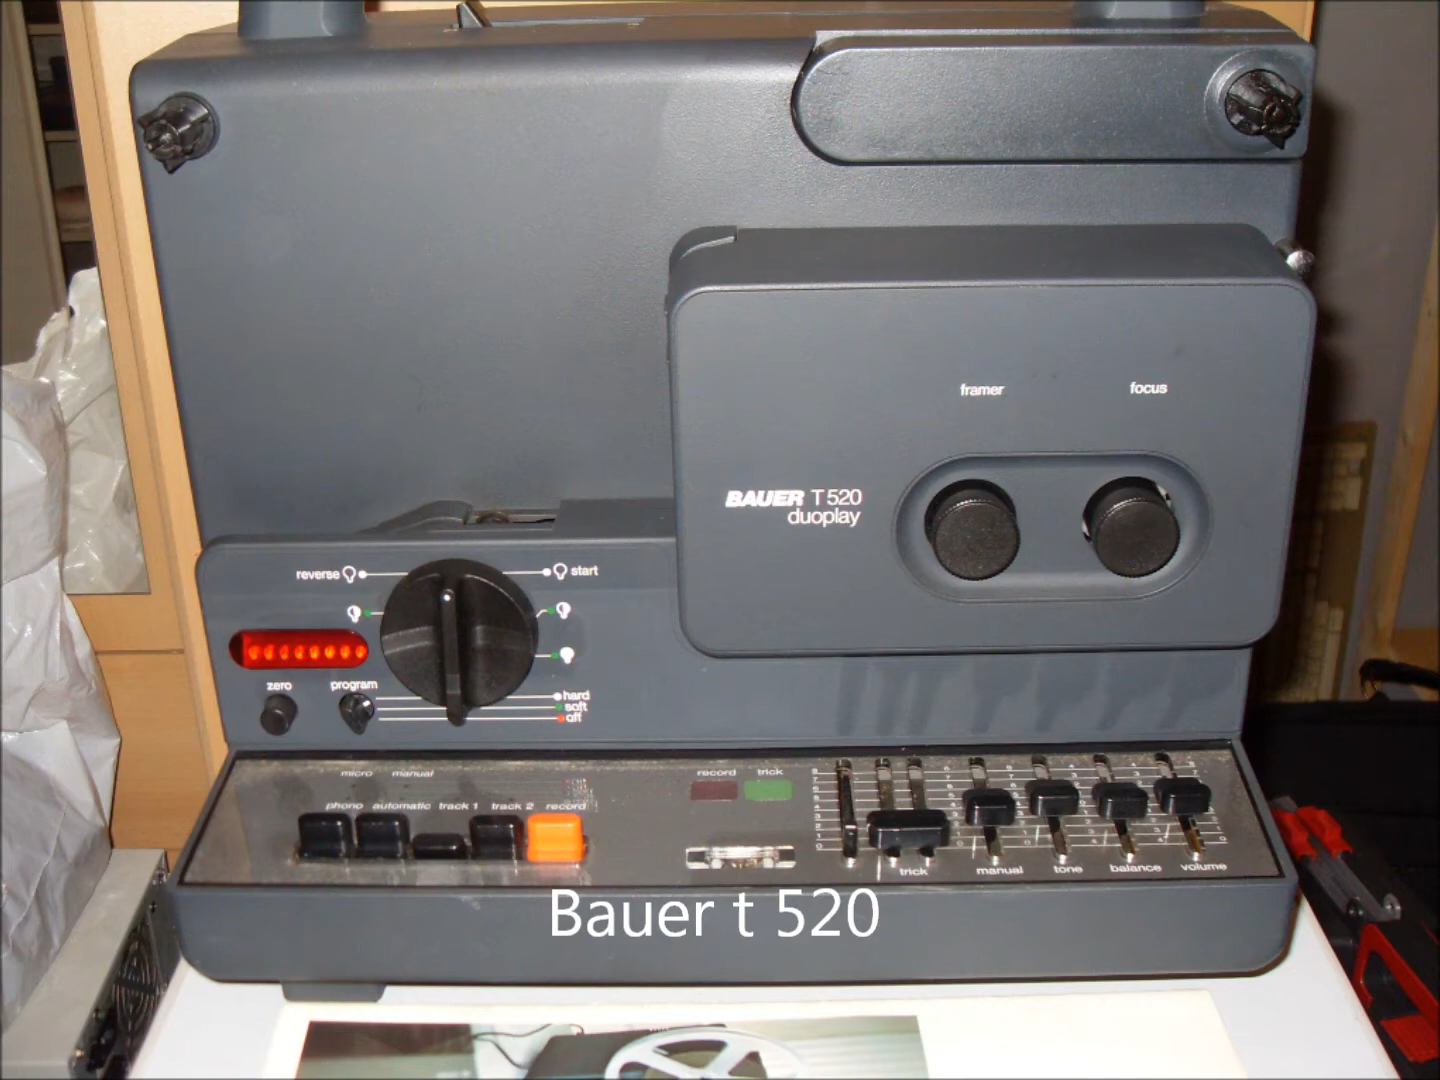 framer focus
BAUER T 520
duoplay
reverse start
zero program
hard
soft
off
micro manual
record trick
phono automatic track 1 track 2 record
trick manual tone balance volume
Bauer t 520